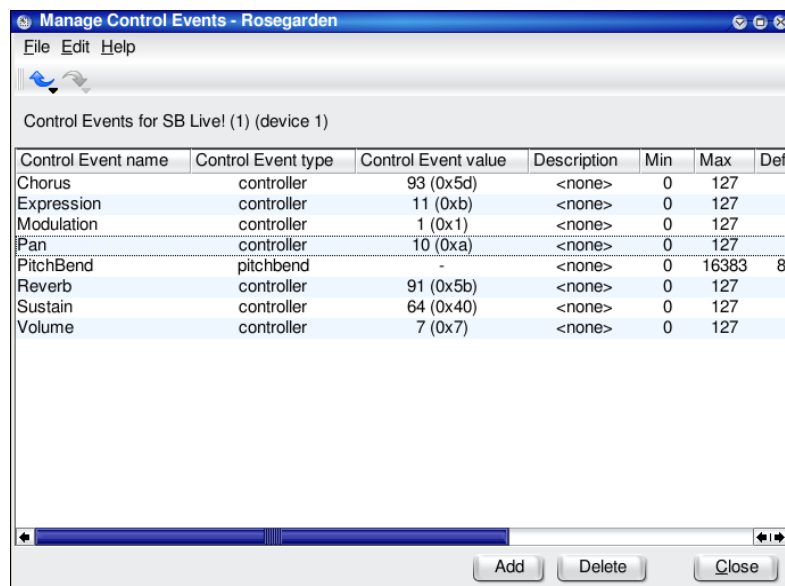 Manage Control Events - Rosegarden
File Edit Help
Control Events for SB Live! (1) (device 1)
Control Event name Control Event type Control Event value Description Min Max Def
Chorus controller 93 (0x5d) <none> 0 127
Expression controller 11 (0xb) <none> 0 127
Modulation controller 1 (0x1) <none> 0 127
Pan controller 10 (0xa) <none> 0 127
PitchBend pitchbend - <none> 0 16383 8
Reverb controller 91 (0x5b) <none> 0 127
Sustain controller 64 (0x40) <none> 0 127
Volume controller 7 (0x7) <none> 0 127
Add Delete Close